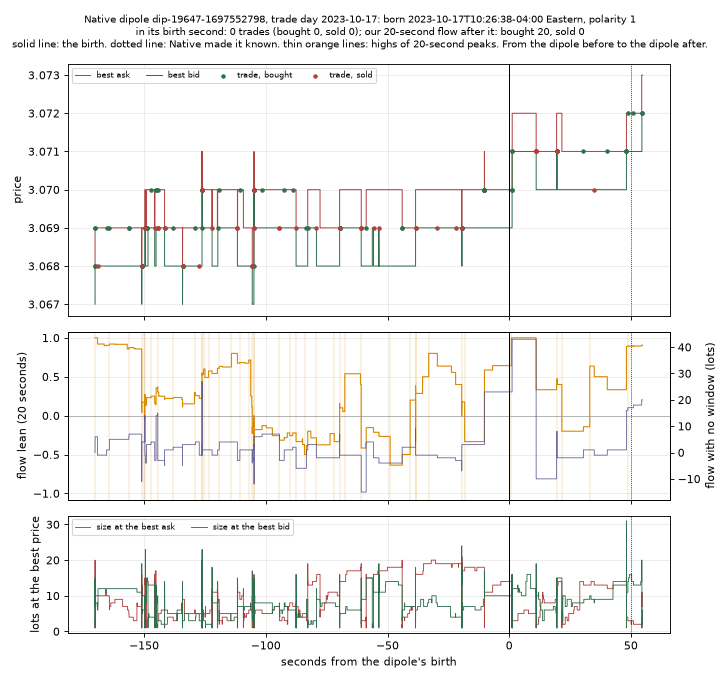 Native dipole dip-19647-1697552798, trade day 2023-10-17: born 2023-10-17T10:26:38-04:00 Eastern, polarity 1
in its birth second: 0 trades (bought 0, sold 0); our 20-second flow after it: bought 20, sold 0
solid line: the birth. dotted line: Native made it known. thin orange lines: highs of 20-second peaks. From the dipole before to the dipole after.
best ask
best bid
trade, bought
trade, sold
3.073
3.072
3.071
3.070
3.069
3.068
3.067
price
1.0
0.5
0.0
−0.5
−1.0
flow lean (20 seconds)
40
30
20
10
0
−10
flow with no window (lots)
size at the best ask
size at the best bid
30
20
10
0
lots at the best price
−150
−100
−50
0
50
seconds from the dipole's birth